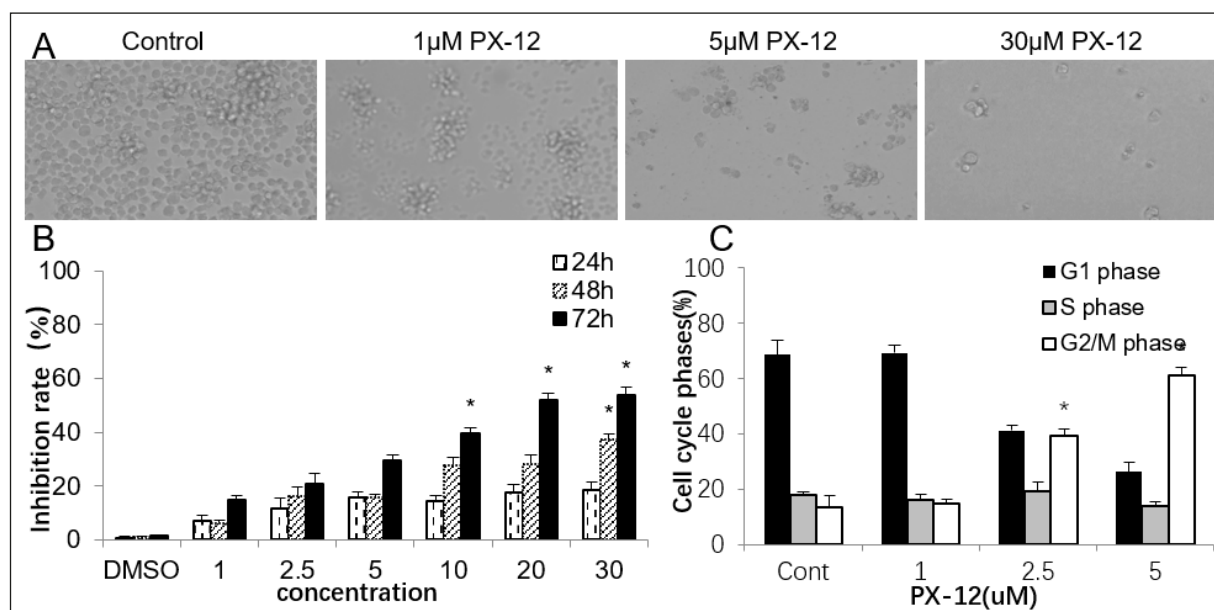 A
Control 1μM PX-12 5μM PX-12 30μM PX-12
B
Inhibition rate (%)
100
80
60
40
20
0
24h
48h
72h
* * * *
DMSO 1 2.5 5 10 20 30
concentration
C
Cell cycle phases(%)
100
80
60
40
20
0
G1 phase
S phase
G2/M phase
* *
Cont 1 2.5 5
PX-12(uM)